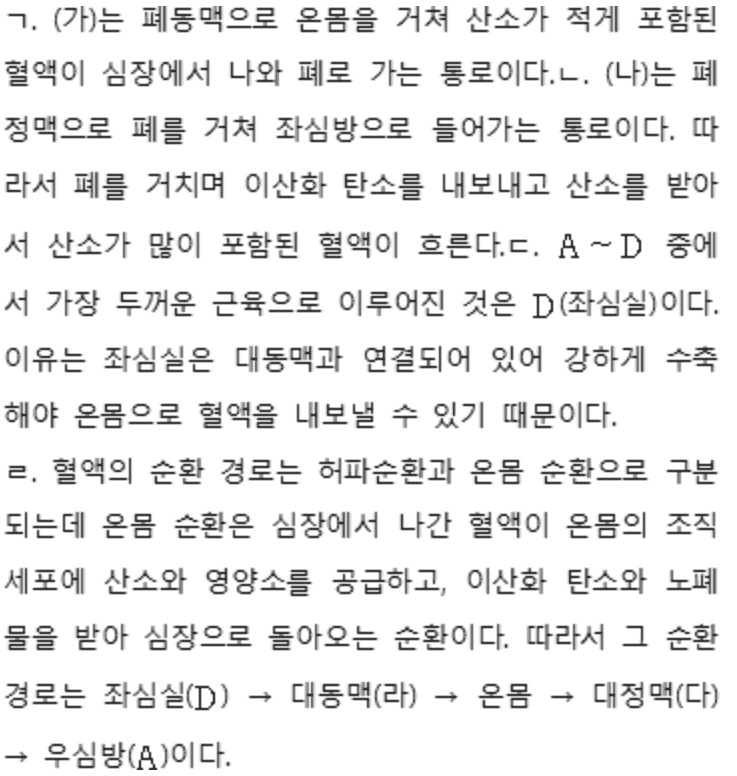 ㄱ. (가)는 폐동맥으로 온몸을 거쳐 산소가 적게 포함된
혈액이 심장에서 나와 폐로 가는 통로이다.ㄴ. (나)는 폐
정맥으로 폐를 거쳐 좌심방으로 들어가는 통로이다. 따
라서 폐를 거치며 이산화 탄소를 내보내고 산소를 받아
서 산소가 많이 포함된 혈액이 흐른다.ㄷ. A ~ D 중에
서 가장 두꺼운 근육으로 이루어진 것은 D(좌심실)이다.
이유는 좌심실은 대동맥과 연결되어 있어 강하게 수축
해야 온몸으로 혈액을 내보낼 수 있기 때문이다.
ㄹ. 혈액의 순환 경로는 허파순환과 온몸 순환으로 구분
되는데 온몸 순환은 심장에서 나간 혈액이 온몸의 조직
세포에 산소와 영양소를 공급하고, 이산화 탄소와 노폐
물을 받아 심장으로 돌아오는 순환이다. 따라서 그 순환
경로는 좌심실(D) → 대동맥(라) → 온몸 → 대정맥(다)
→ 우심방(A)이다.